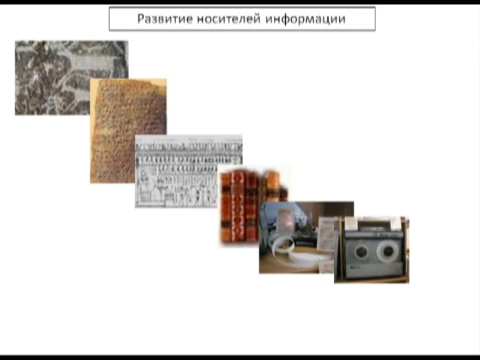 Развитие носителей информации